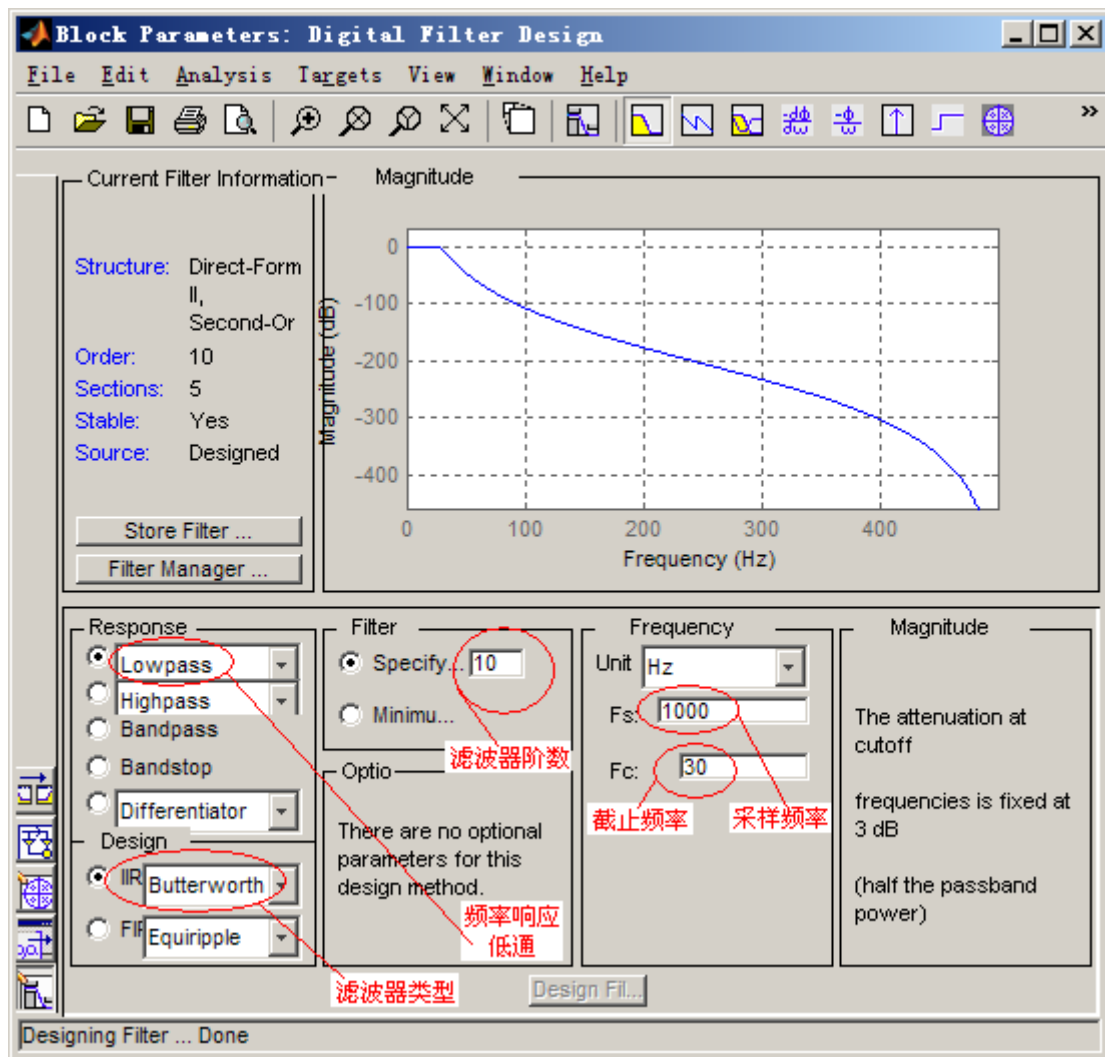 Block Parameters: Digital Filter Design
File Edit Analysis Targets View Window Help
»
Current Filter Information
Structure: Direct-Form
II,
Second-Or
Order: 10
Sections: 5
Stable: Yes
Source: Designed
Store Filter ...
Filter Manager ...
Magnitude
Magnitude (dB)
0
-100
-200
-300
-400
0 100 200 300 400
Frequency (Hz)
Response
Lowpass
Highpass
Bandpass
Bandstop
Differentiator
Design
IIR Butterworth
FIR Equiripple
滤波器类型
Filter
Specify... 10
Minimu...
滤波器阶数
Optio
There are no optional
parameters for this
design method.
频率响应
低通
Frequency
Unit Hz
Fs: 1000
Fc: 30
截止频率
采样频率
Magnitude
The attenuation at
cutoff
frequencies is fixed at
3 dB
(half the passband
power)
Design Fil...
Designing Filter ... Done